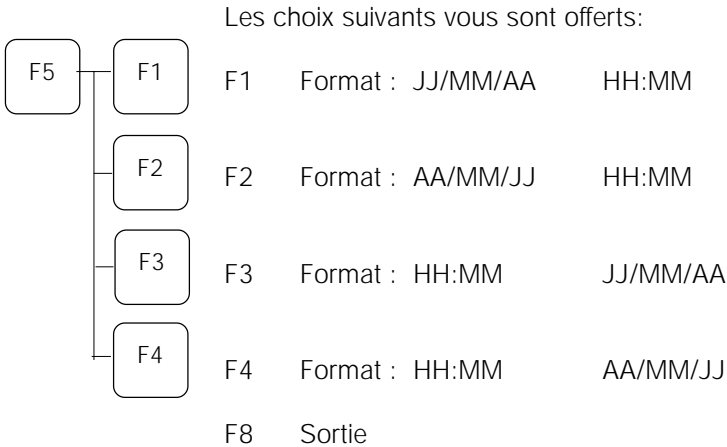 Les choix suivants vous sont offerts:
F5 F1 F1 Format : JJ/MM/AA HH:MM
F2 F2 Format : AA/MM/JJ HH:MM
F3 F3 Format : HH:MM JJ/MM/AA
F4 F4 Format : HH:MM AA/MM/JJ
F8 Sortie